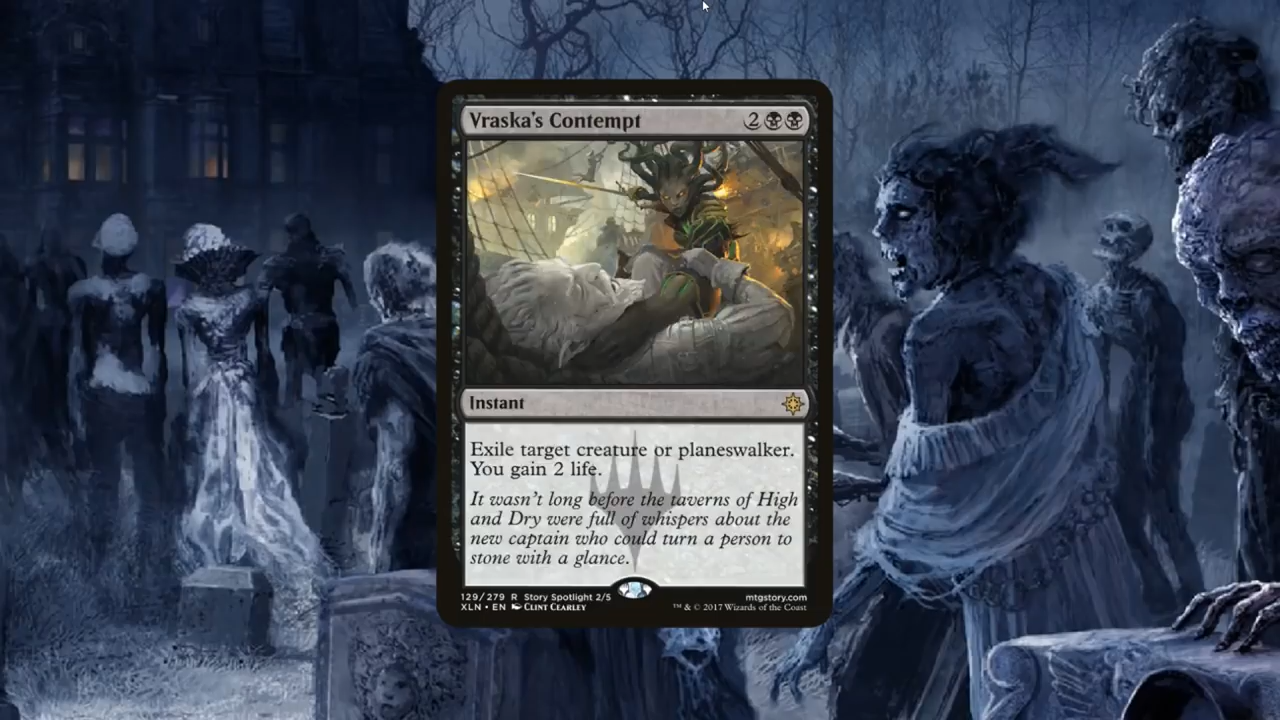 Vraska's Contempt 2
Instant
Exile target creature or planeswalker.
You gain 2 life.
It wasn't long before the taverns of High
and Dry were full of whispers about the
new captain who could turn a person to
stone with a glance.
129/279 R Story Spotlight 2/5 mtgstory.com
XLN • EN Clint Cearley ™ & © 2017 Wizards of the Coast